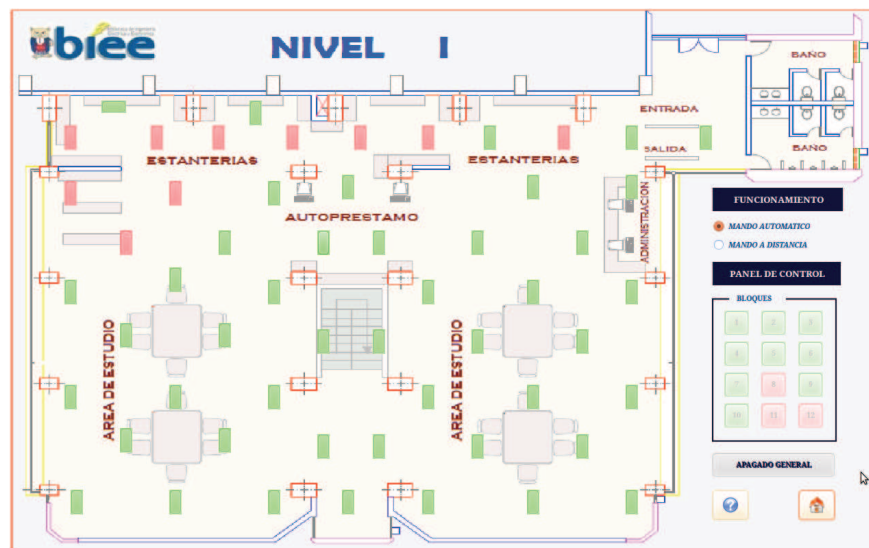 ubiee
NIVEL I
BAÑO
ENTRADA
SALIDA
BAÑO
ESTANTERIAS
ESTANTERIAS
AUTOPRESTAMO
ADMINISTRACION
FUNCIONAMIENTO
MANDO AUTOMATICO
MANDO A DISTANCIA
PANEL DE CONTROL
BLOQUES
1 2 3
4 5 6
7 8 9
10 11 12
AREA DE ESTUDIO
AREA DE ESTUDIO
APAGADO GENERAL
?